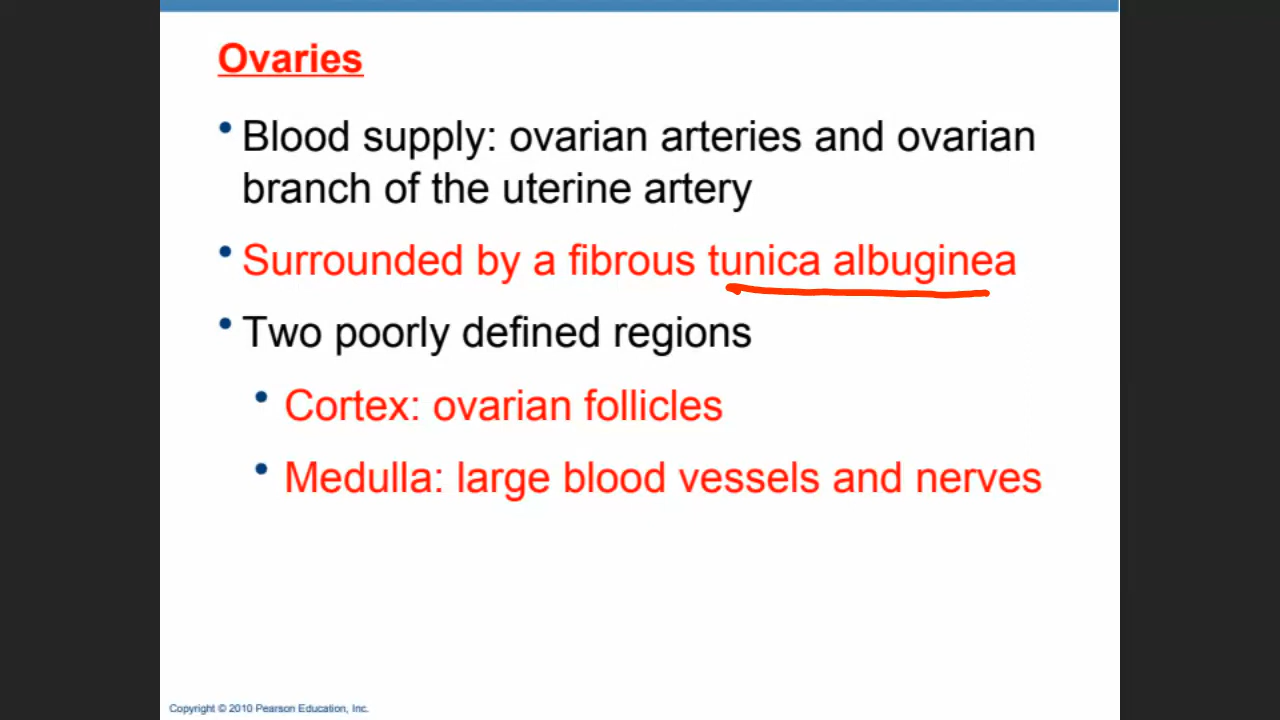 Ovaries
• Blood supply: ovarian arteries and ovarian
branch of the uterine artery
• Surrounded by a fibrous tunica albuginea
• Two poorly defined regions
• Cortex: ovarian follicles
• Medulla: large blood vessels and nerves
Copyright © 2010 Pearson Education, Inc.